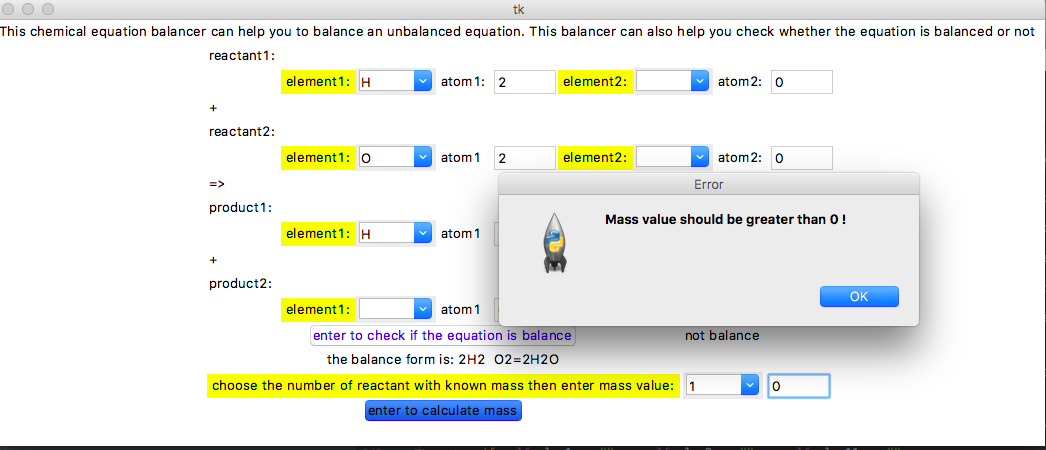 tk
This chemical equation balancer can help you to balance an unbalanced equation. This balancer can also help you check whether the equation is balanced or not
reactant1:
element1: H atom1: 2 element2: atom2: 0
+
reactant2:
element1: O atom1 2 element2: atom2: 0
=>
product1:
element1: H atom1
+
product2:
element1: atom1
Error
Mass value should be greater than 0 !
OK
enter to check if the equation is balance not balance
the balance form is: 2H2 O2=2H2O
choose the number of reactant with known mass then enter mass value: 1 0
enter to calculate mass